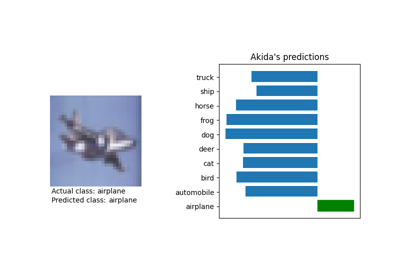 Akida's predictions
truck
ship
horse
frog
dog
deer
cat
bird
automobile
airplane
Actual class: airplane
Predicted class: airplane